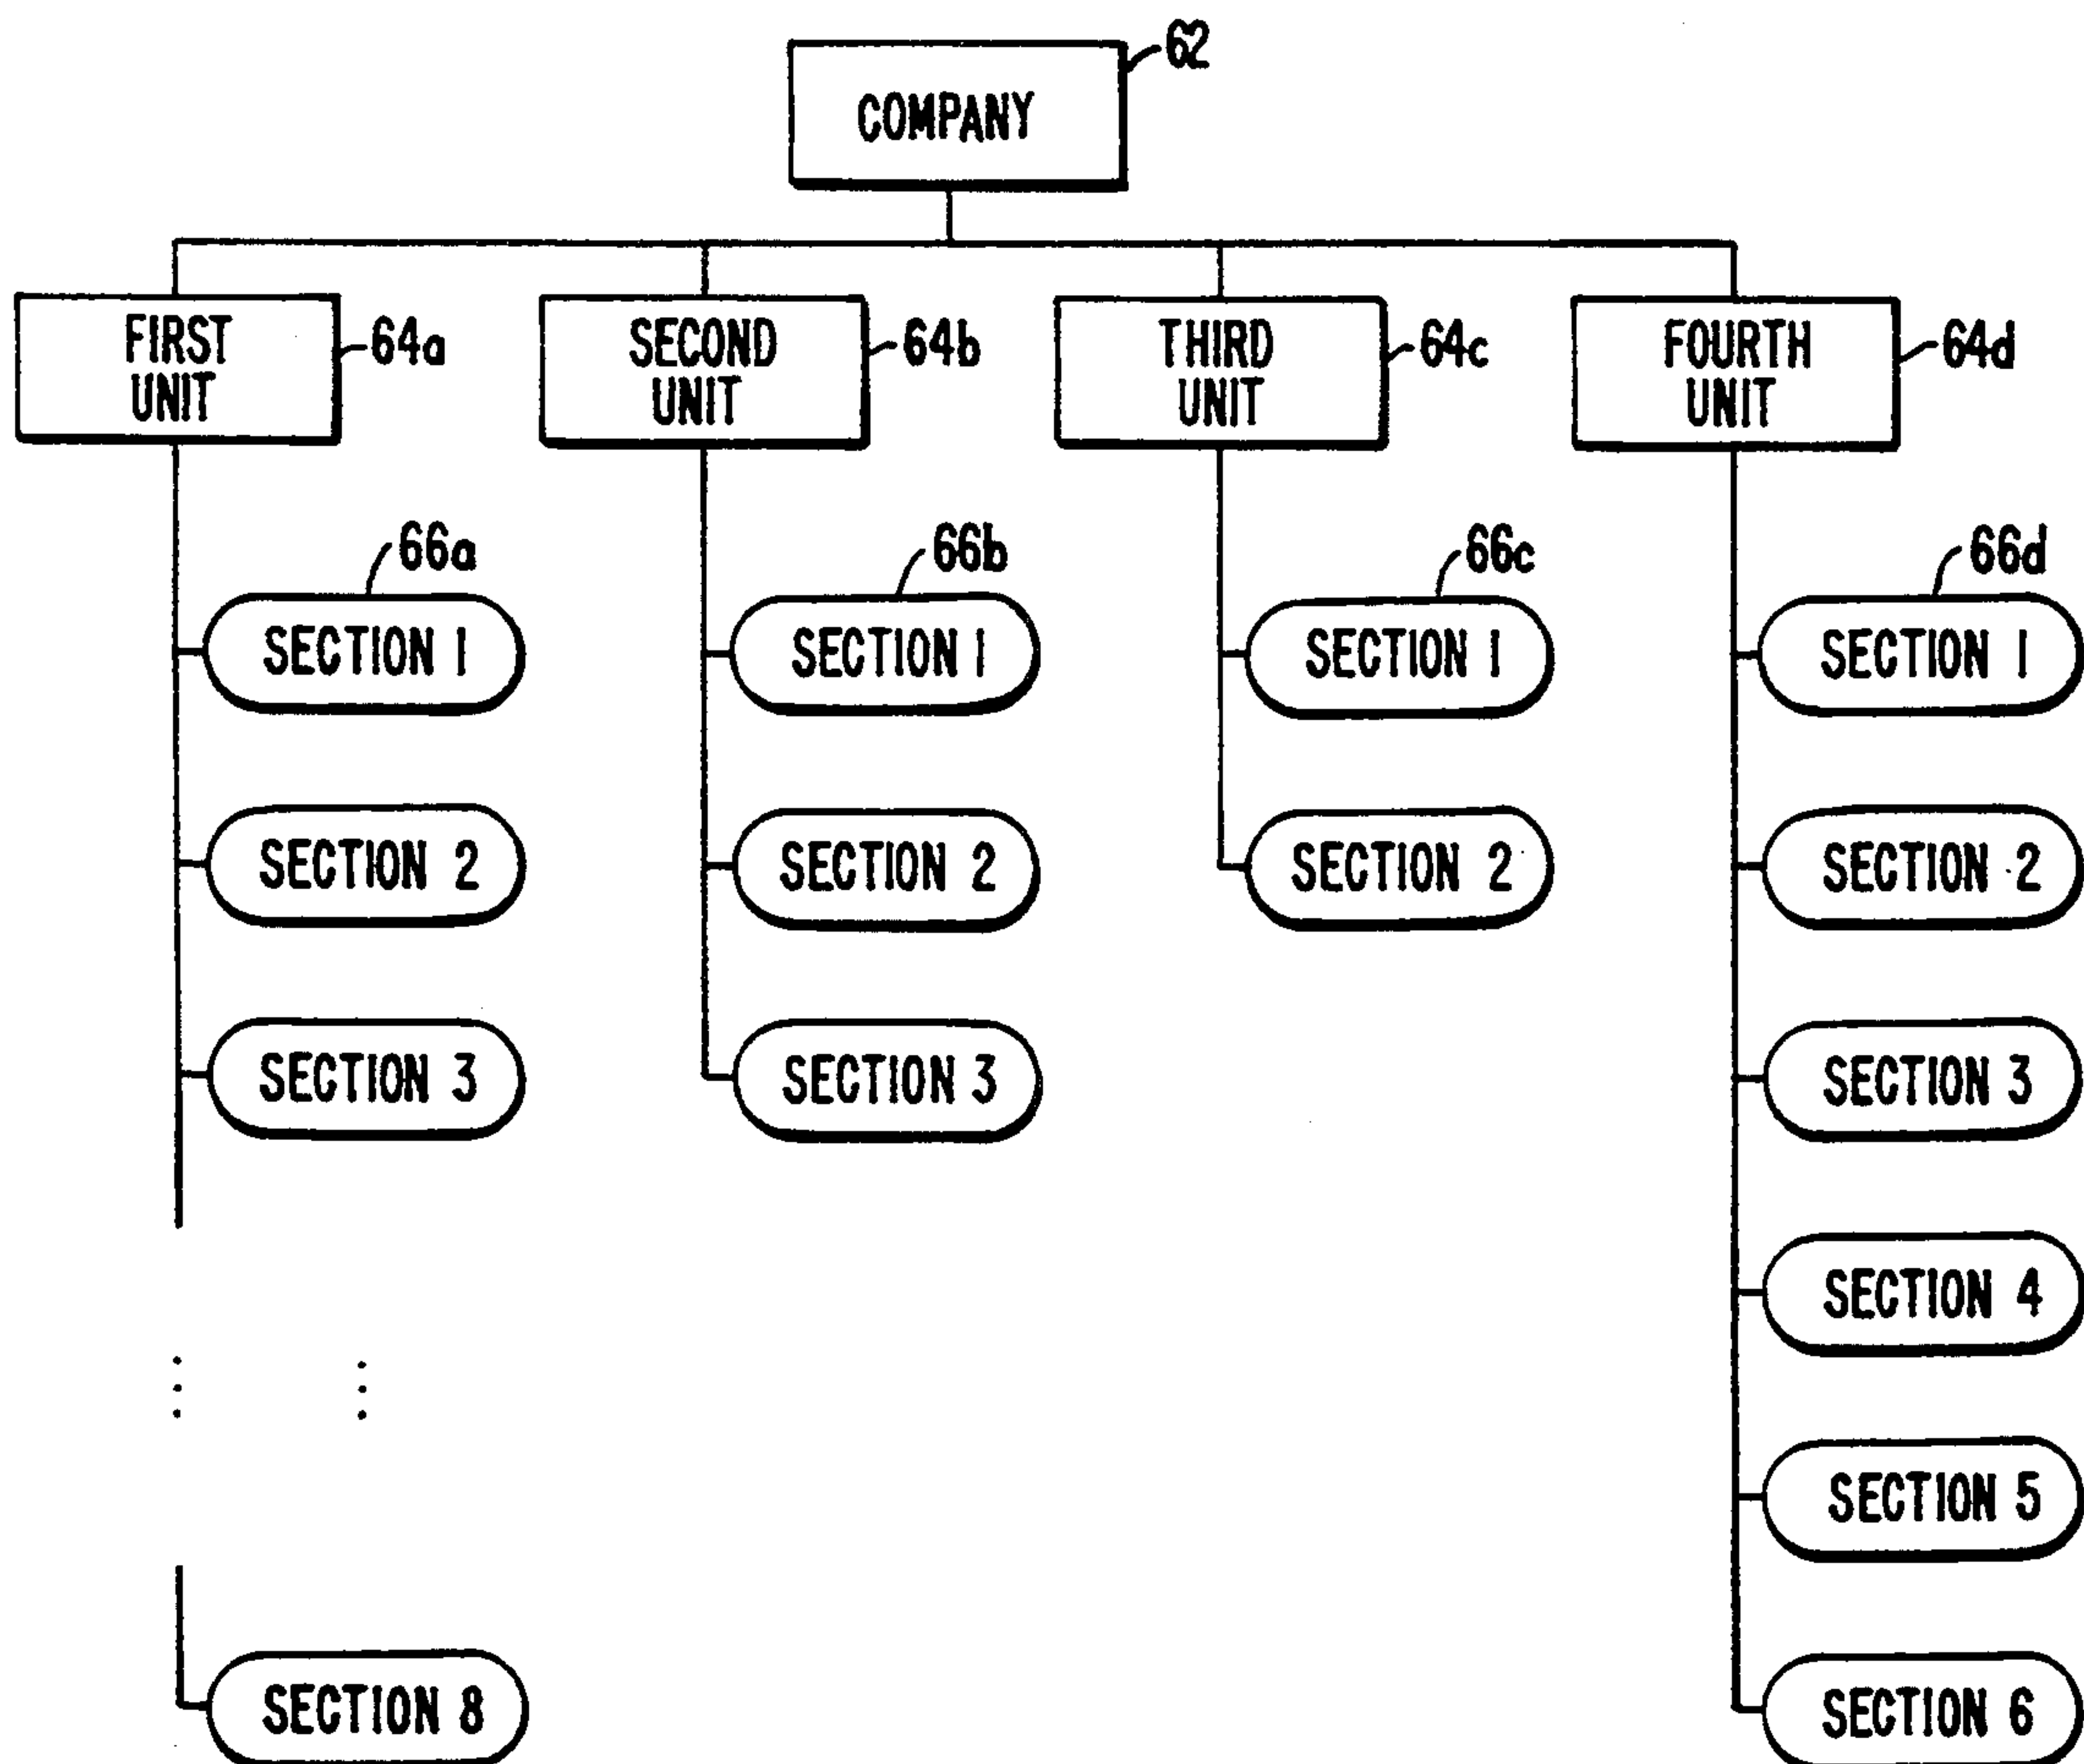 62
COMPANY
FIRST
UNIT
64a
SECOND
UNIT
64b
THIRD
UNIT
64c
FOURTH
UNIT
64d
66a
66b
66c
66d
SECTION 1
SECTION 1
SECTION 1
SECTION 1
SECTION 2
SECTION 2
SECTION 2
SECTION 2
SECTION 3
SECTION 3
SECTION 3
SECTION 4
SECTION 5
SECTION 8
SECTION 6